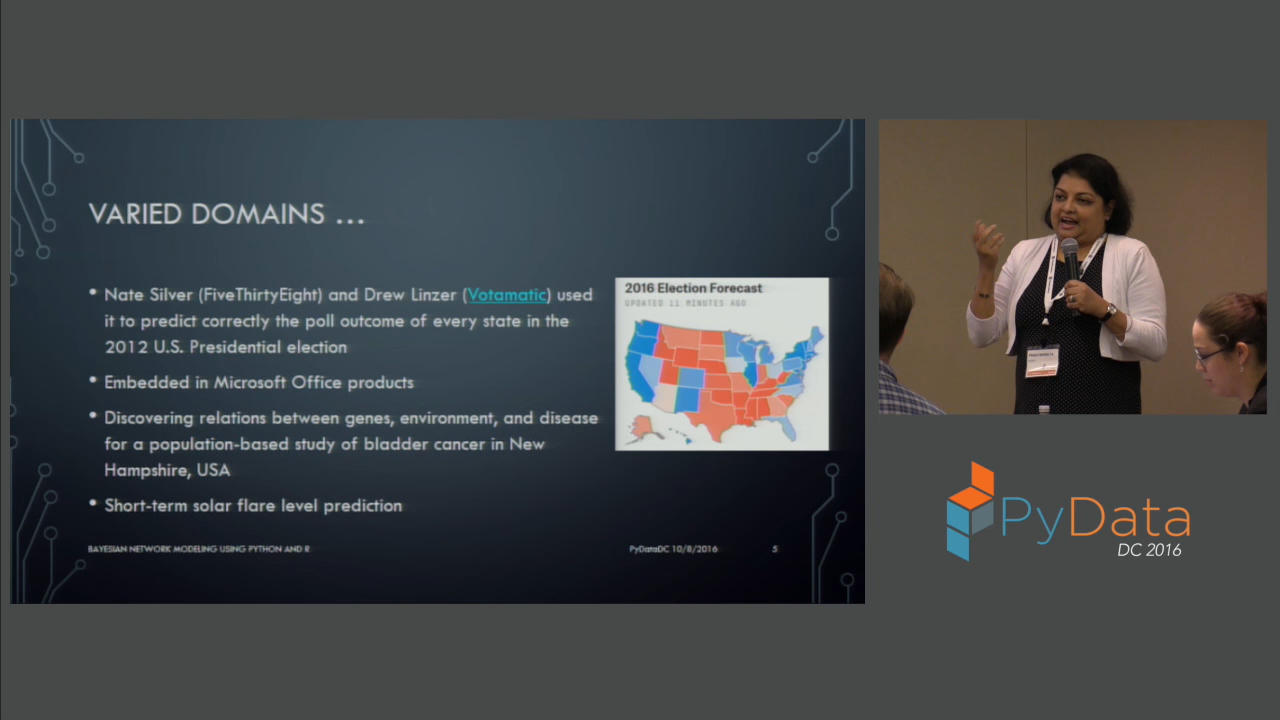 VARIED DOMAINS ...
• Nate Silver (FiveThirtyEight) and Drew Linzer (Votamatic) used
it to predict correctly the poll outcome of every state in the
2012 U.S. Presidential election
• Embedded in Microsoft Office products
• Discovering relations between genes, environment, and disease
for a population-based study of bladder cancer in New
Hampshire, USA
• Short-term solar flare level prediction
2016 Election Forecast
UPDATED 11 MINUTES AGO
BAYESIAN NETWORK MODELING USING PYTHON AND R
PyDataDC 10/8/2016
5
PyData
DC 2016